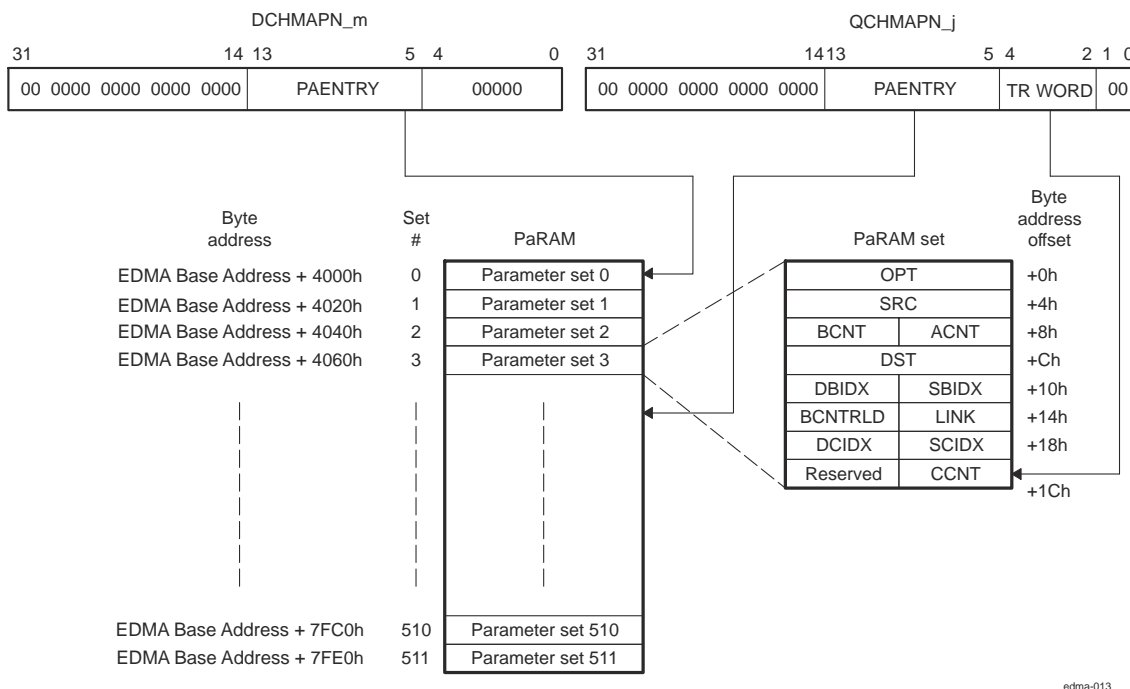 DCHMAPN_m
QCHMAPN_j
31 14 13 5 4 0
31 14 13 5 4 2 1 0
00 0000 0000 0000 0000 PAENTRY 00000
00 0000 0000 0000 0000 PAENTRY TR WORD 00
Byte address
Set #
PaRAM
PaRAM set
Byte address offset
EDMA Base Address + 4000h 0 Parameter set 0
EDMA Base Address + 4020h 1 Parameter set 1
EDMA Base Address + 4040h 2 Parameter set 2
EDMA Base Address + 4060h 3 Parameter set 3
OPT +0h
SRC +4h
BCNT ACNT +8h
DST +Ch
DBIDX SBIDX +10h
BCNTRLD LINK +14h
DCIDX SCIDX +18h
Reserved CCNT +1Ch
EDMA Base Address + 7FC0h 510 Parameter set 510
EDMA Base Address + 7FE0h 511 Parameter set 511
edma-013